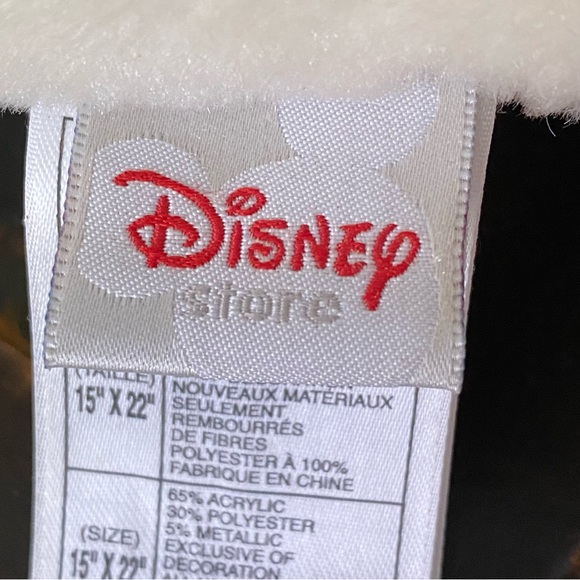 Disney
store
(TAILLE)
15" X 22"
NOUVEAUX MATÉRIAUX
SEULEMENT
REMBOURRÉS
DE FIBRES
POLYESTER À 100%
FABRIQUE EN CHINE
(SIZE)
15" X 22"
65% ACRYLIC
30% POLYESTER
5% METALLIC
EXCLUSIVE OF
DECORATION